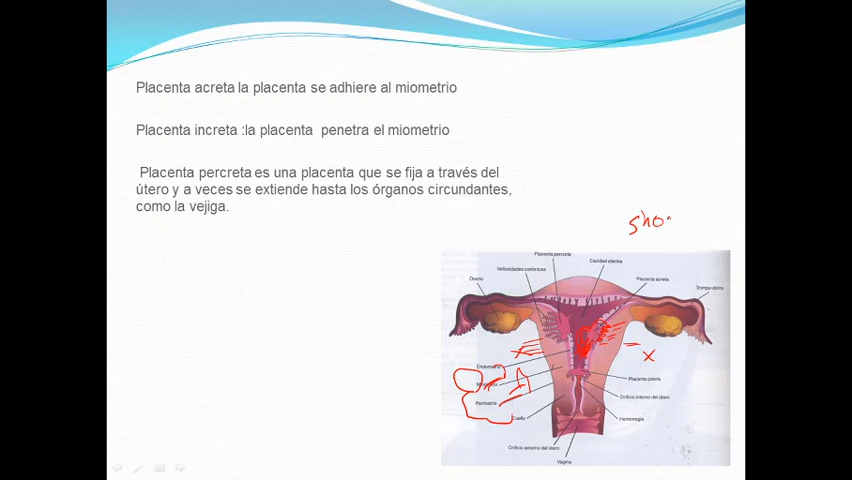 Placenta acreta la placenta se adhiere al miometrio
Placenta increta :la placenta  penetra el miometrio
Placenta percreta es una placenta que se fija a través del
útero y a veces se extiende hasta los órganos circundantes,
como la vejiga.
sho
Placenta percreta
Cavidad uterina
Vellosidades coriónicas
Ovario
Placenta acreta
Trompa uterina
x
x
Perimetrio
Placenta previa
Orificio interno del útero
Cuello
Hemorragia
Orificio externo del útero
Vagina